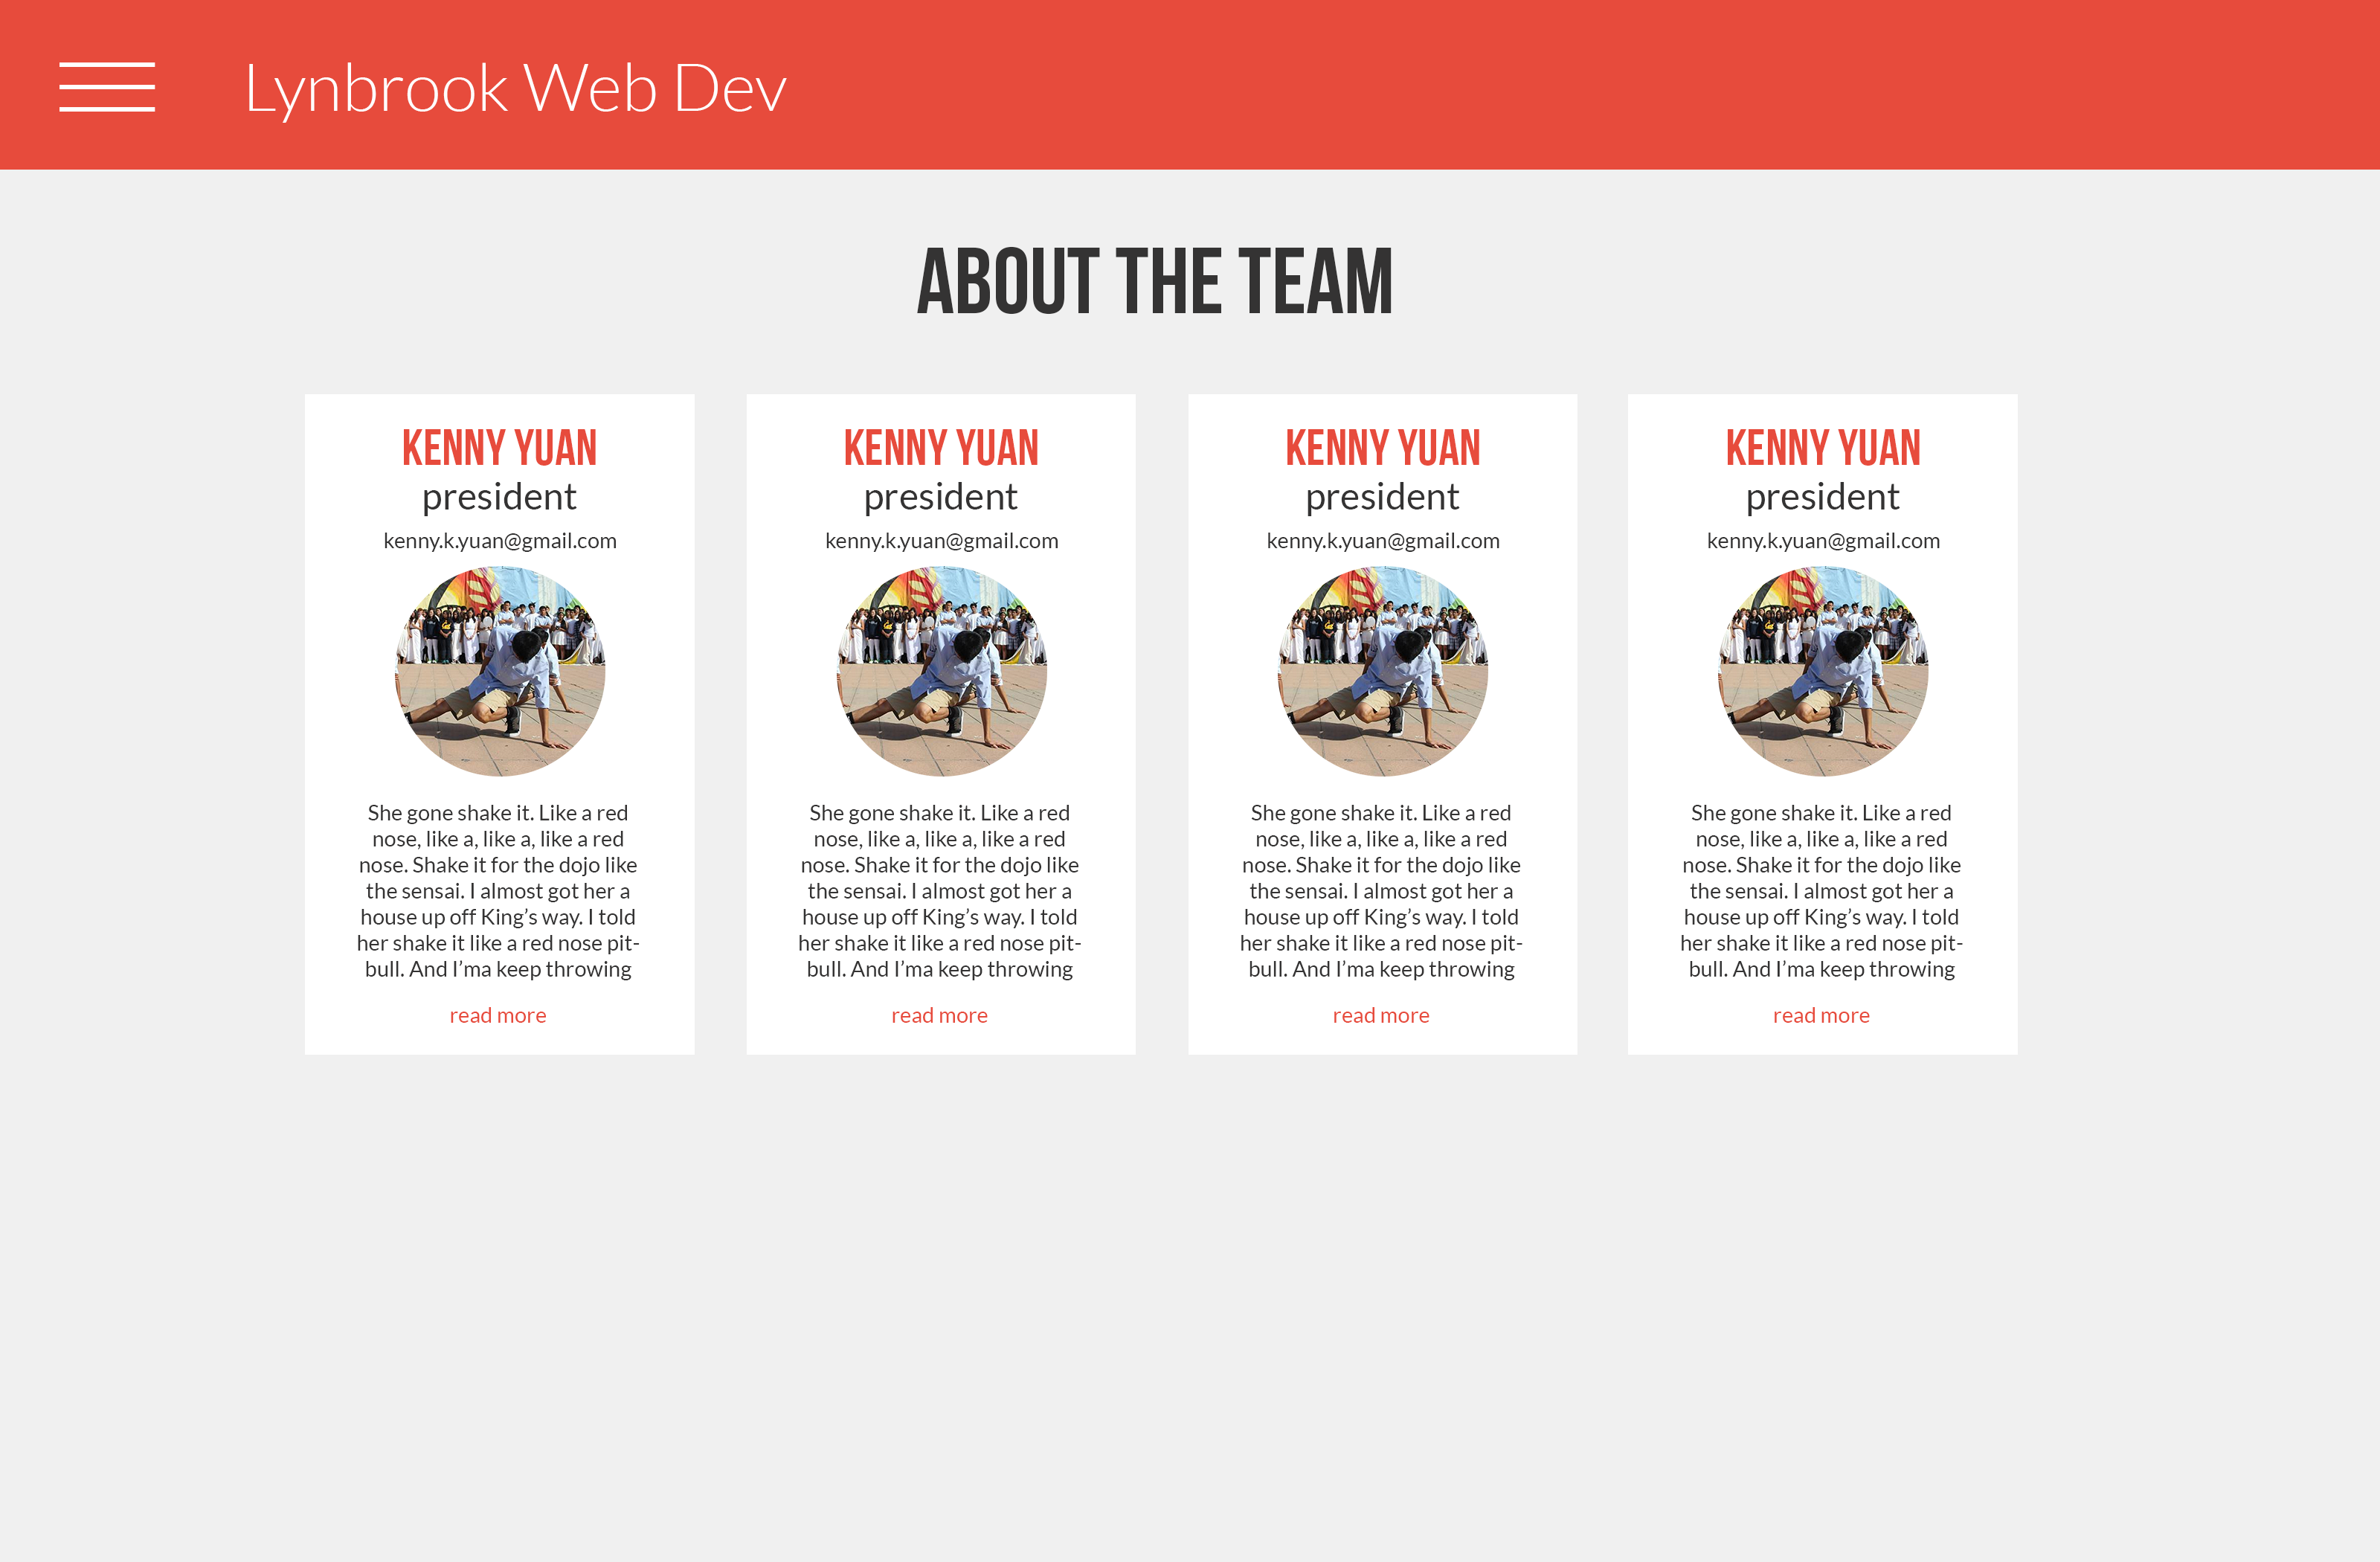 Lynbrook Web Dev
ABOUT THE TEAM
KENNY YUAN
president
kenny.k.yuan@gmail.com
She gone shake it. Like a red
nose, like a, like a, like a red
nose. Shake it for the dojo like
the sensai. I almost got her a
house up off King’s way. I told
her shake it like a red nose pit-
bull. And I’ma keep throwing
read more
KENNY YUAN
president
kenny.k.yuan@gmail.com
She gone shake it. Like a red
nose, like a, like a, like a red
nose. Shake it for the dojo like
the sensai. I almost got her a
house up off King’s way. I told
her shake it like a red nose pit-
bull. And I’ma keep throwing
read more
KENNY YUAN
president
kenny.k.yuan@gmail.com
She gone shake it. Like a red
nose, like a, like a, like a red
nose. Shake it for the dojo like
the sensai. I almost got her a
house up off King’s way. I told
her shake it like a red nose pit-
bull. And I’ma keep throwing
read more
KENNY YUAN
president
kenny.k.yuan@gmail.com
She gone shake it. Like a red
nose, like a, like a, like a red
nose. Shake it for the dojo like
the sensai. I almost got her a
house up off King’s way. I told
her shake it like a red nose pit-
bull. And I’ma keep throwing
read more